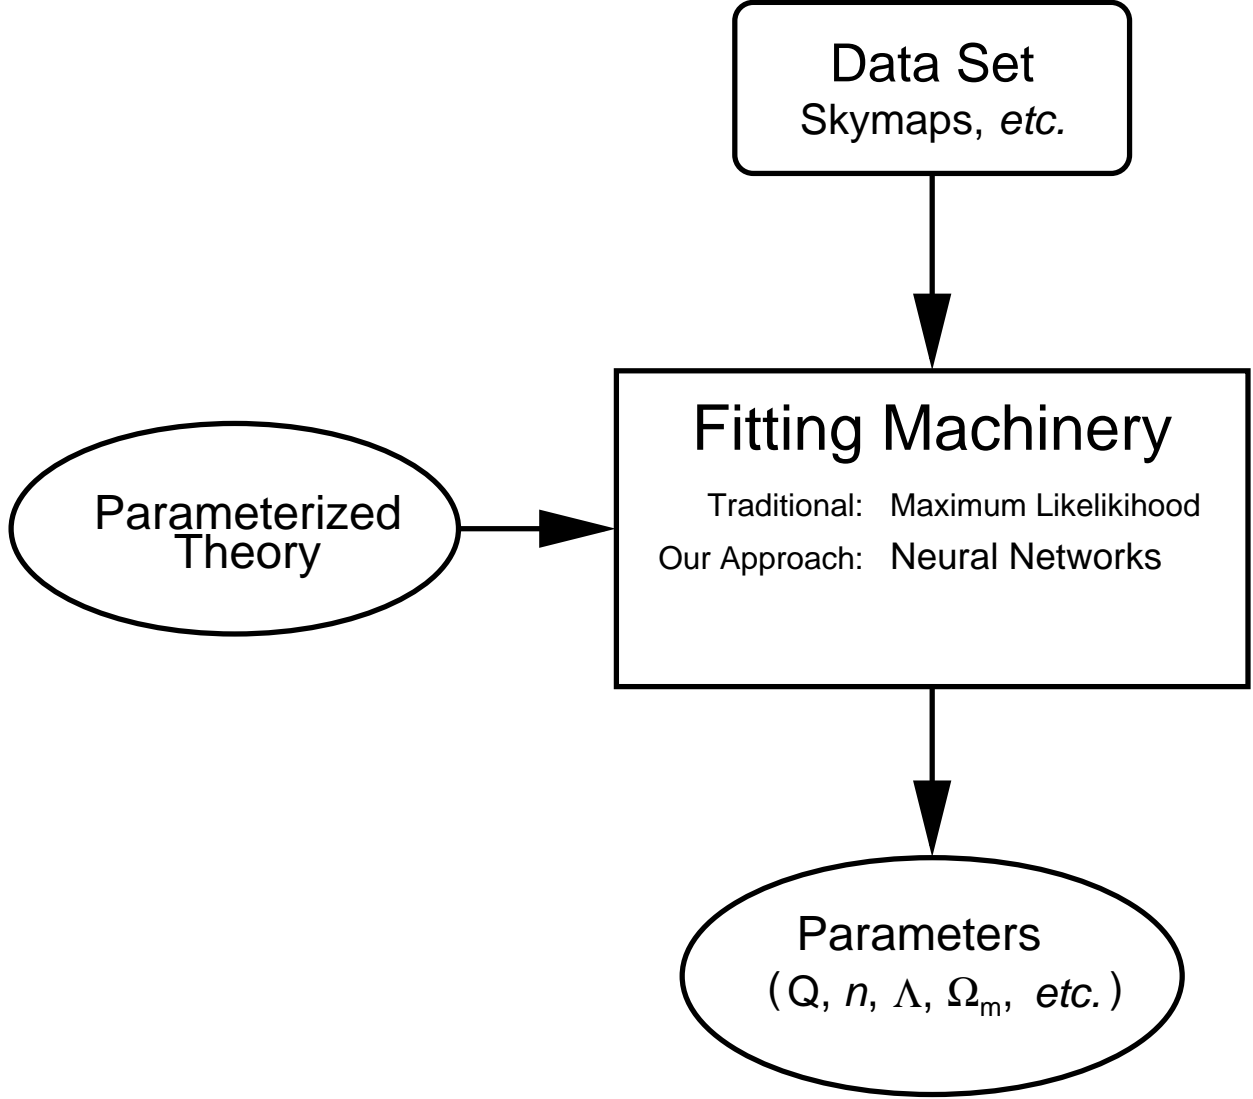 Data Set
Skymaps, etc.
Fitting Machinery
Traditional: Maximum Likelikihood
Our Approach: Neural Networks
Parameterized
Theory
Parameters
(Q, n, Λ, Ωm, etc.)